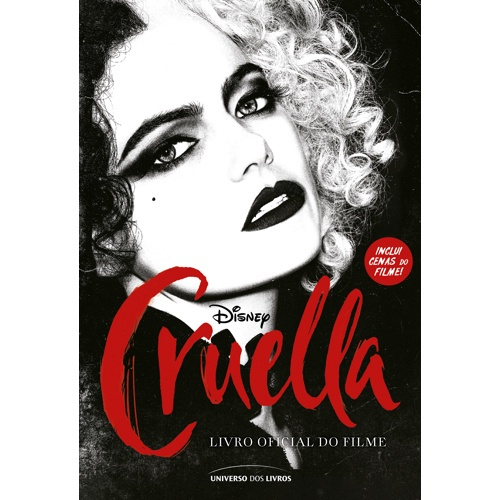 INCLUI
CENAS DO
FILME!
Disney
Cruella
LIVRO OFICIAL DO FILME
UNIVERSO DOS LIVROS